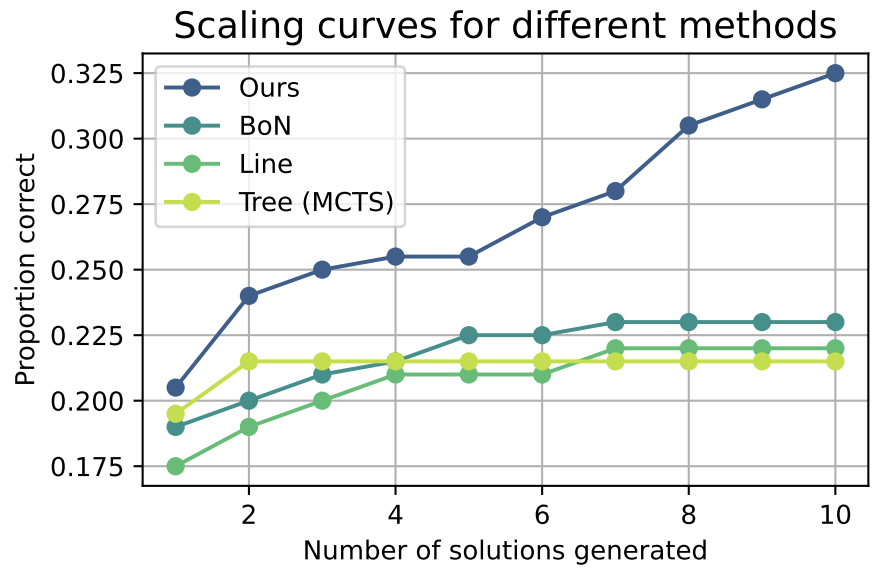 Scaling curves for different methods
0.325
0.300
0.275
0.250
0.225
0.200
0.175
Proportion correct
Ours
BoN
Line
Tree (MCTS)
2 4 6 8 10
Number of solutions generated